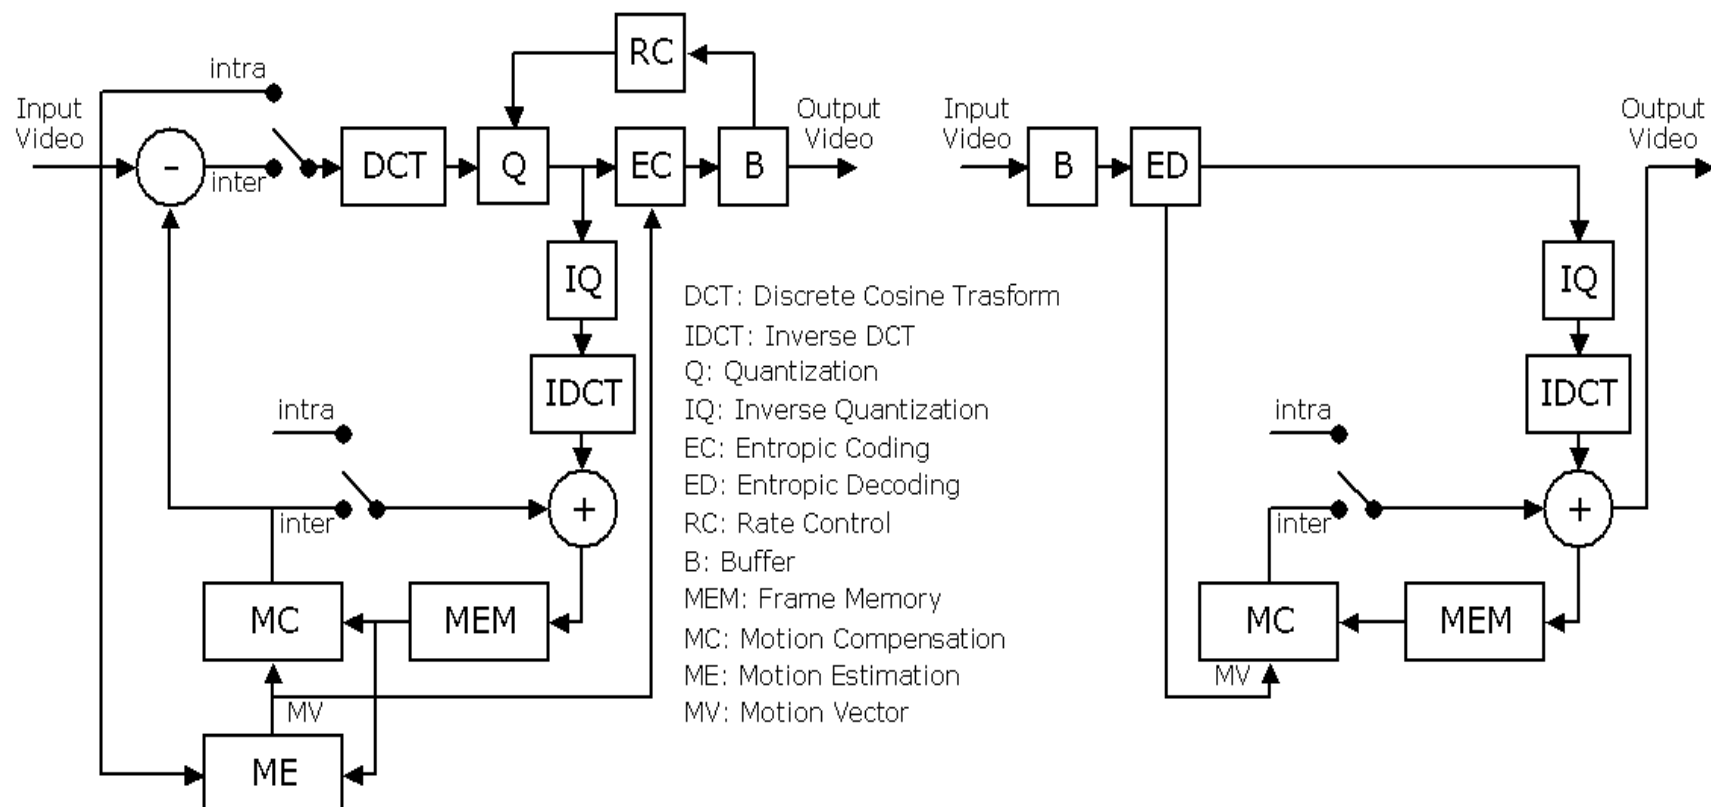 RC
intra
Input
Video
-
inter
DCT
Q
EC
B
Output
Video
IQ
IDCT
intra
inter
+
MC
MEM
MV
ME
DCT: Discrete Cosine Trasform
IDCT: Inverse DCT
Q: Quantization
IQ: Inverse Quantization
EC: Entropic Coding
ED: Entropic Decoding
RC: Rate Control
B: Buffer
MEM: Frame Memory
MC: Motion Compensation
ME: Motion Estimation
MV: Motion Vector
Input
Video
B
ED
Output
Video
IQ
IDCT
intra
inter
+
MC
MEM
MV